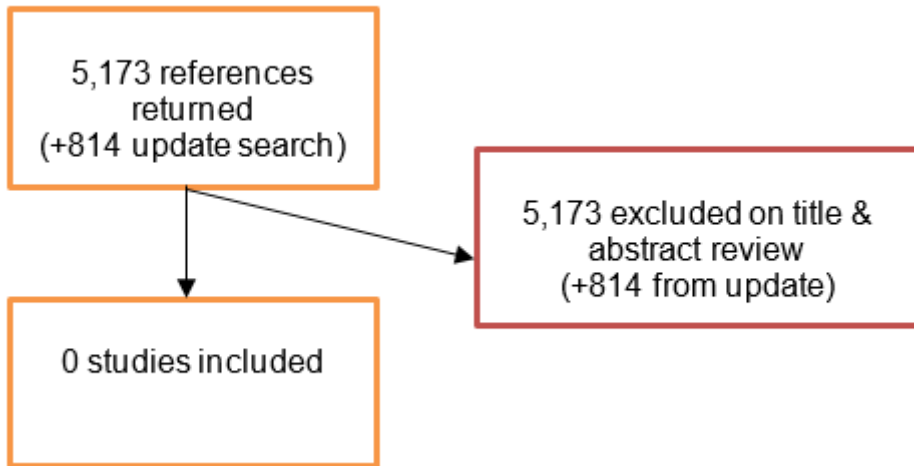 5,173 references
returned
(+814 update search)
5,173 excluded on title &
abstract review
(+814 from update)
0 studies included